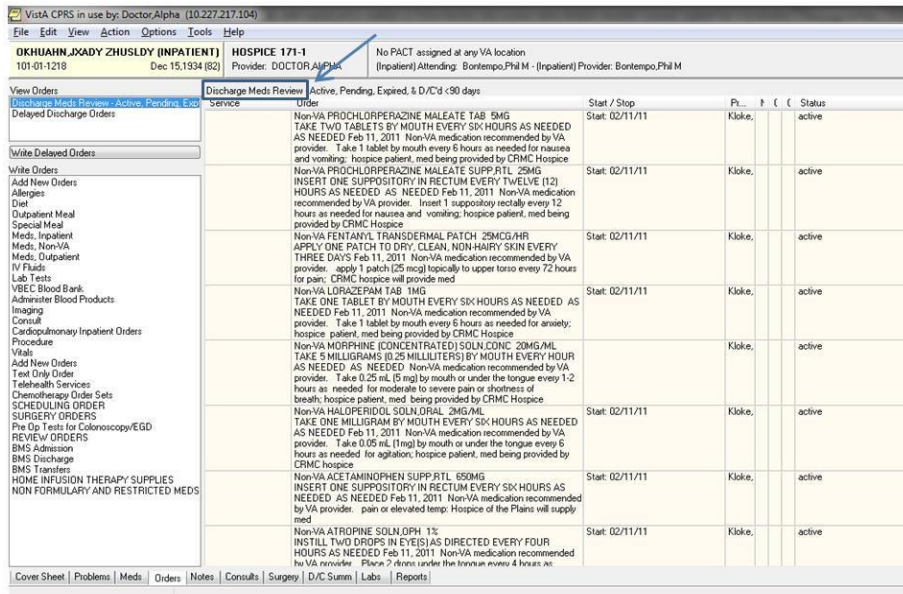 VistA CPRS in use by: Doctor,Alpha (10.227.217.104)
File Edit View Action Options Tools Help
OKHUAHN,JXADY ZHUSLDY (INPATIENT) HOSPICE 171-1 No PACT assigned at any VA location
101-01-1218 Dec 15,1934 (82) Provider: DOCTOR,ALPHA (Inpatient) Attending: Bontempo,Phil M - (Inpatient) Provider: Bontempo,Phil M
View Orders
Discharge Meds Review - Active, Pending, Exp
Delayed Discharge Orders
Write Delayed Orders
Write Orders
Add New Orders
Allergies
Diet
Outpatient Meal
Special Meal
Meds, Inpatient
Meds, Non-VA
Meds, Outpatient
IV Fluids
Lab Tests
VBEC Blood Bank.
Administer Blood Products
Imaging
Consult
Cardiopulmonary Inpatient Orders
Procedure
Vitals
Add New Orders
Text Only Order
Telehealth Services
Chemotherapy Order Sets
SCHEDULING ORDER
SURGERY ORDERS
Pre Op Tests for Colonoscopy/EGD
REVIEW ORDERS
BMS Admission
BMS Discharge
BMS Transfers
HOME INFUSION THERAPY SUPPLIES
NON FORMULARY AND RESTRICTED MEDS
Discharge Meds Review - Active, Pending, Expired, & D/C'd <90 days
Service Order Start / Stop Pr... Status
Non-VA PROCHLORPERAZINE MALEATE TAB 5MG Start: 02/11/11 Kloke, active
TAKE TWO TABLETS BY MOUTH EVERY SIX HOURS AS NEEDED
AS NEEDED Feb 11, 2011 Non-VA medication recommended by VA
provider. Take 1 tablet by mouth every 6 hours as needed for nausea
and vomiting; hospice patient, med being provided by CRMC Hospice
Non-VA PROCHLORPERAZINE MALEATE SUPP,RTL 25MG Start: 02/11/11 Kloke, active
INSERT ONE SUPPOSITORY IN RECTUM EVERY TWELVE (12)
HOURS AS NEEDED AS NEEDED Feb 11, 2011 Non-VA medication
recommended by VA provider. Insert 1 suppository rectally every 12
hours as needed for nausea and vomiting; hospice patient, med being
provided by CRMC Hospice
Non-VA FENTANYL TRANSDERMAL PATCH 25MCG/HR Start: 02/11/11 Kloke, active
APPLY ONE PATCH TO DRY, CLEAN, NON-HAIRY SKIN EVERY
THREE DAYS Feb 11, 2011 Non-VA medication recommended by VA
provider. apply 1 patch (25 mcg) topically to upper torso every 72 hours
for pain; CRMC hospice will provide med
Non-VA LORAZEPAM TAB 1MG Start: 02/11/11 Kloke, active
TAKE ONE TABLET BY MOUTH EVERY SIX HOURS AS NEEDED AS
NEEDED Feb 11, 2011 Non-VA medication recommended by VA
provider. Take 1 tablet by mouth every 6 hours as needed for anxiety;
hospice patient, med being provided by CRMC Hospice
Non-VA MORPHINE (CONCENTRATED) SOLN,CONC 20MG/ML Start: 02/11/11 Kloke, active
TAKE 5 MILLIGRAMS (0.25 MILLILITERS) BY MOUTH EVERY HOUR
AS NEEDED AS NEEDED Feb 11, 2011 Non-VA medication recommended by VA
provider. Take 0.25 mL (5 mg) by mouth or under the tongue every 1-2
hours as needed for moderate to severe pain or shortness of
breath; hospice patient, med being provided by CRMC Hospice
Non-VA HALOPERIDOL SOLN,ORAL 2MG/ML Start: 02/11/11 Kloke, active
TAKE ONE MILLIGRAM BY MOUTH EVERY SIX HOURS AS NEEDED
AS NEEDED Feb 11, 2011 Non-VA medication recommended by VA
provider. Take 0.05 mL (1mg) by mouth or under the tongue every 6
hours as needed for agitation; hospice patient, med being provided by
CRMC hospice
Non-VA ACETAMINOPHEN SUPP,RTL 650MG Start: 02/11/11 Kloke, active
INSERT ONE SUPPOSITORY IN RECTUM EVERY SIX HOURS AS
NEEDED AS NEEDED Feb 11, 2011 Non-VA medication recommended
by VA provider. pain or elevated temp: Hospice of the Plains will supply
med
Non-VA ATROPINE SOLN,OPH 1% Start: 02/11/11 Kloke, active
INSTILL TWO DROPS IN EYE(S) AS DIRECTED EVERY FOUR
HOURS AS NEEDED Feb 11, 2011 Non-VA medication recommended
by VA provider. Place 2 drops under the tongue every 4 hours as
Cover Sheet Problems Meds Orders Notes Consults Surgery D/C Summ Labs Reports